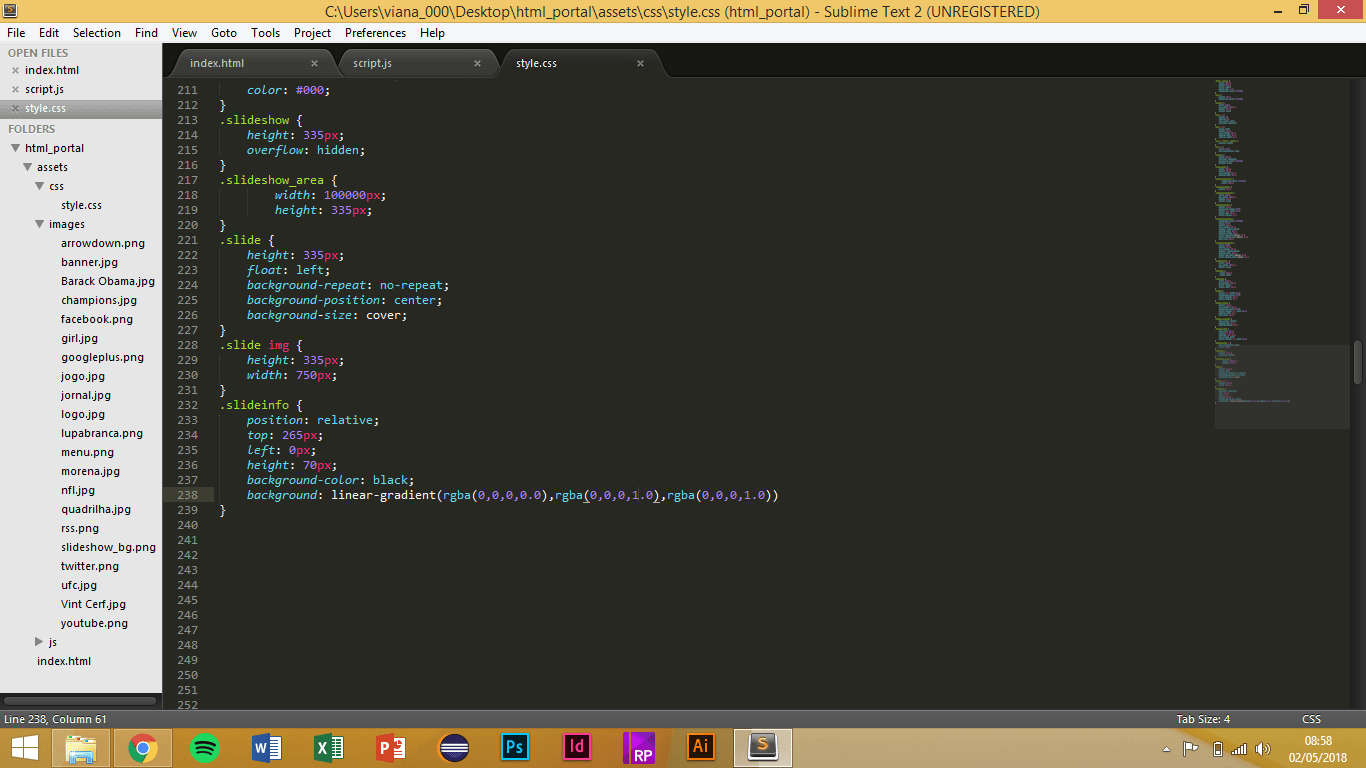 C:\Users\viana_000\Desktop\html_portal\assets\css\style.css (html_portal) - Sublime Text 2 (UNREGISTERED)
File Edit Selection Find View Goto Tools Project Preferences Help
OPEN FILES
index.html
script.js
style.css
FOLDERS
html_portal
assets
css
style.css
images
arrowdown.png
banner.jpg
Barack Obama.jpg
champions.jpg
facebook.png
girl.jpg
googleplus.png
jogo.jpg
jornal.jpg
logo.jpg
lupabranca.png
menu.png
morena.jpg
nfl.jpg
quadrilha.jpg
rss.png
slideshow_bg.png
twitter.png
ufc.jpg
Vint Cerf.jpg
youtube.png
js
index.html
index.html script.js style.css
211 color: #000;
212 }
213 .slideshow {
214 height: 335px;
215 overflow: hidden;
216 }
217 .slideshow_area {
218 width: 100000px;
219 height: 335px;
220 }
221 .slide {
222 height: 335px;
223 float: left;
224 background-repeat: no-repeat;
225 background-position: center;
226 background-size: cover;
227 }
228 .slide img {
229 height: 335px;
230 width: 750px;
231 }
232 .slideinfo {
233 position: relative;
234 top: 265px;
235 left: 0px;
236 height: 70px;
237 background-color: black;
238 background: linear-gradient(rgba(0,0,0,0.0),rgba(0,0,0,1.0),rgba(0,0,0,1.0))
239 }
240
241
242
243
244
245
246
247
248
249
250
251
252
Line 238, Column 61 Tab Size: 4 CSS
Ps Id RP Ai
08:58
02/05/2018